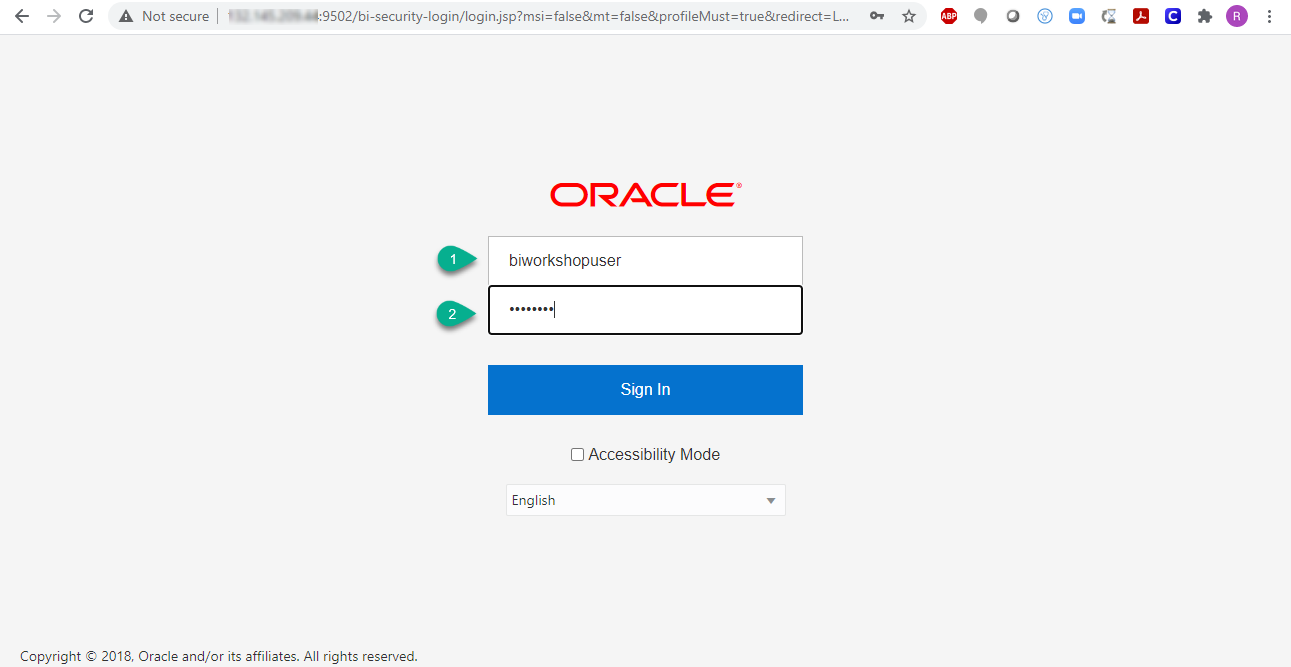 Not secure :9502/bi-security-login/login.jsp?msi=false&mt=false&profileMust=true&redirect=L... ABP C R
ORACLE®
1 biworkshopuser
2 ••••••••
Sign In
Accessibility Mode
English
Copyright © 2018, Oracle and/or its affiliates. All rights reserved.